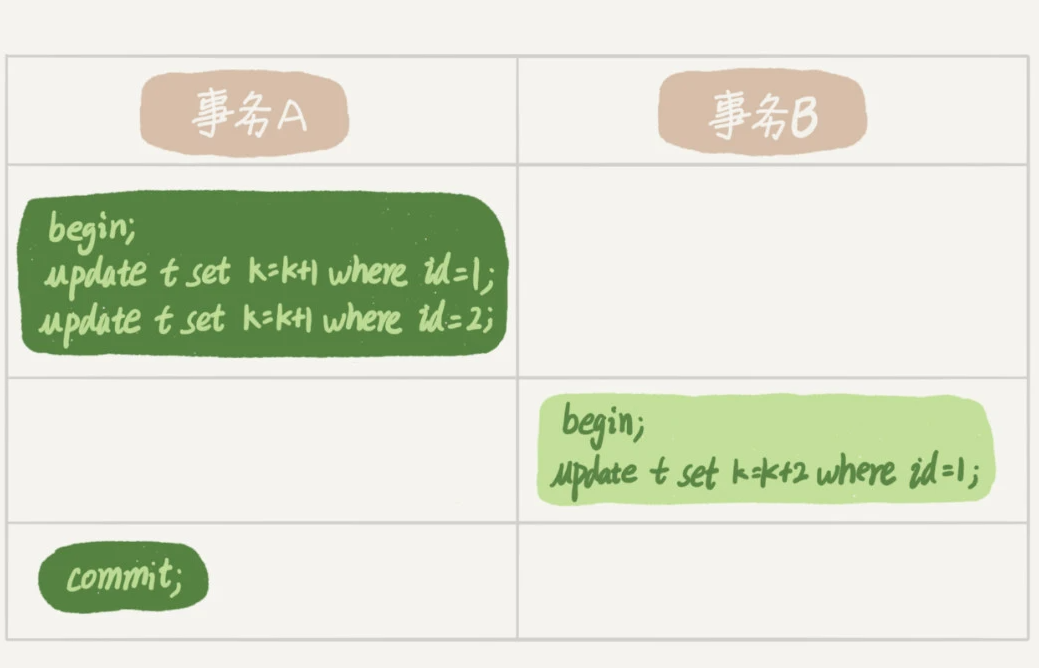 事务A
事务B
begin;
update t set k=k+1 where id=1;
update t set k=k+1 where id=2;
begin;
update t set k=k+2 where id=1;
commit;